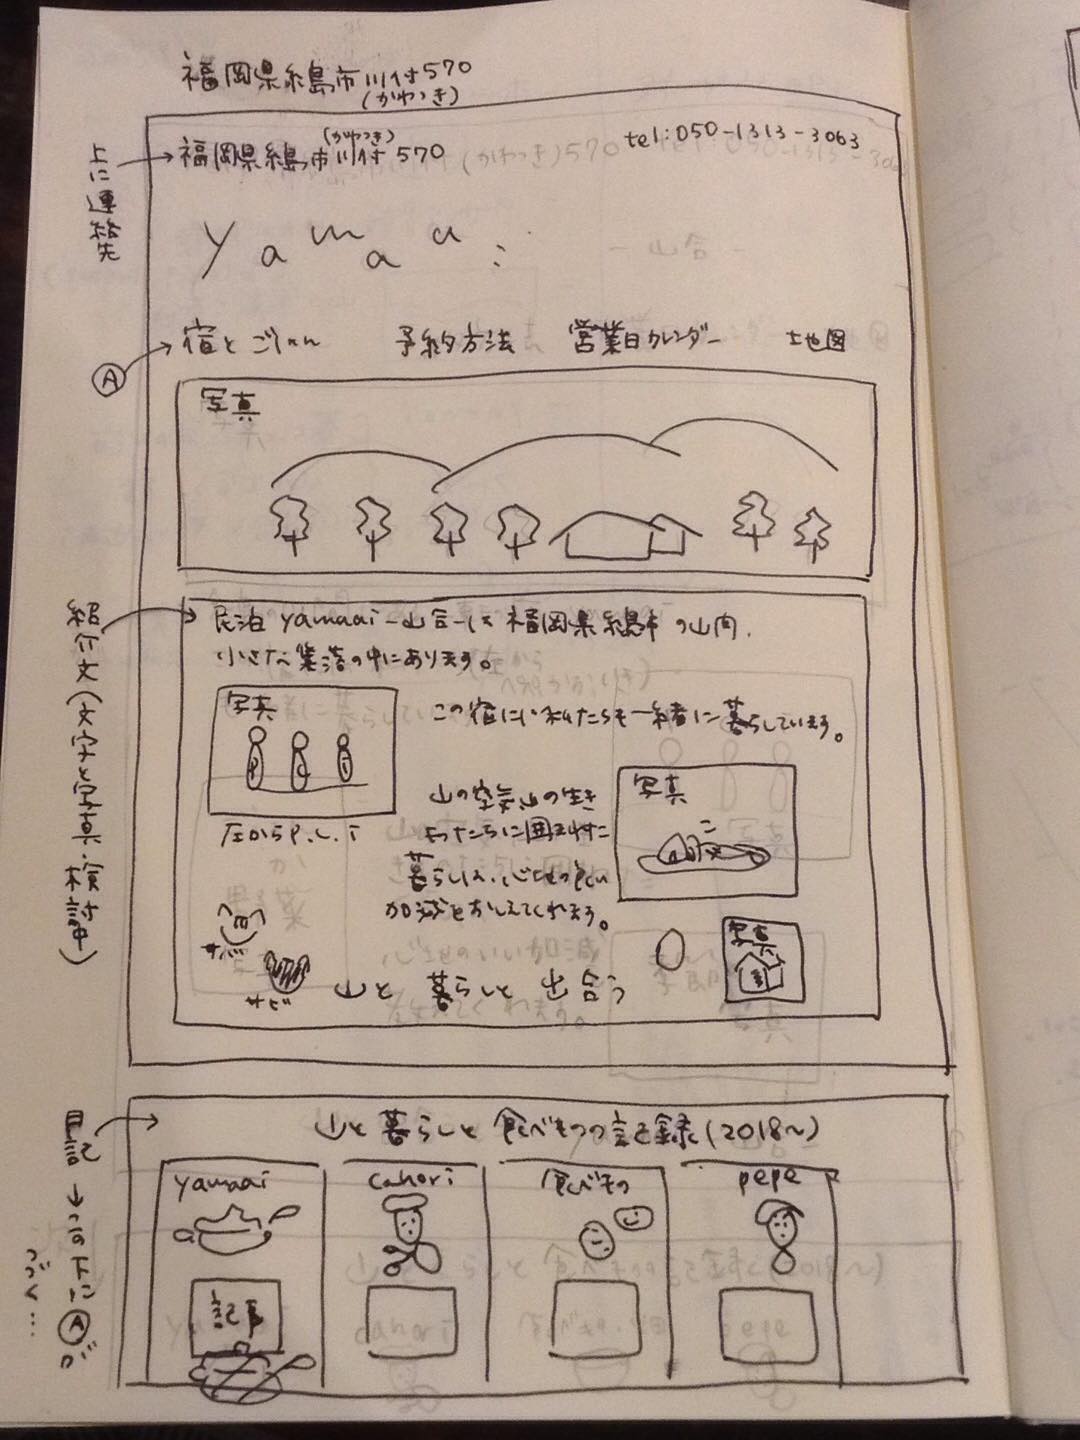 福岡県糸島市川付570
(かわつき)
(かわつき)
福岡県糸島市川付570
tel:050-1313-3063
上に連絡先
yamaai
A
宿とごはん 予約方法 営業日カレンダー 地図
写真
紹介文(文字と写真・検討中)
民泊 yamaai -山合-は 福岡県糸島市の山間、
小さな集落の中にあります。
写真
この宿に、私たちも一緒に暮らしています。
左からP、C、T
山の空気、山の生き
ものたちに囲まれた
暮らしは、心地の良い
加減をおしえてくれます。
写真
サビ
写真
山と 暮らしと 出合う
日記
山と暮らしと食べものの記録(2018〜)
yamaai
cahori
食べもの
pepe
記事
→この下にAが
つづく…